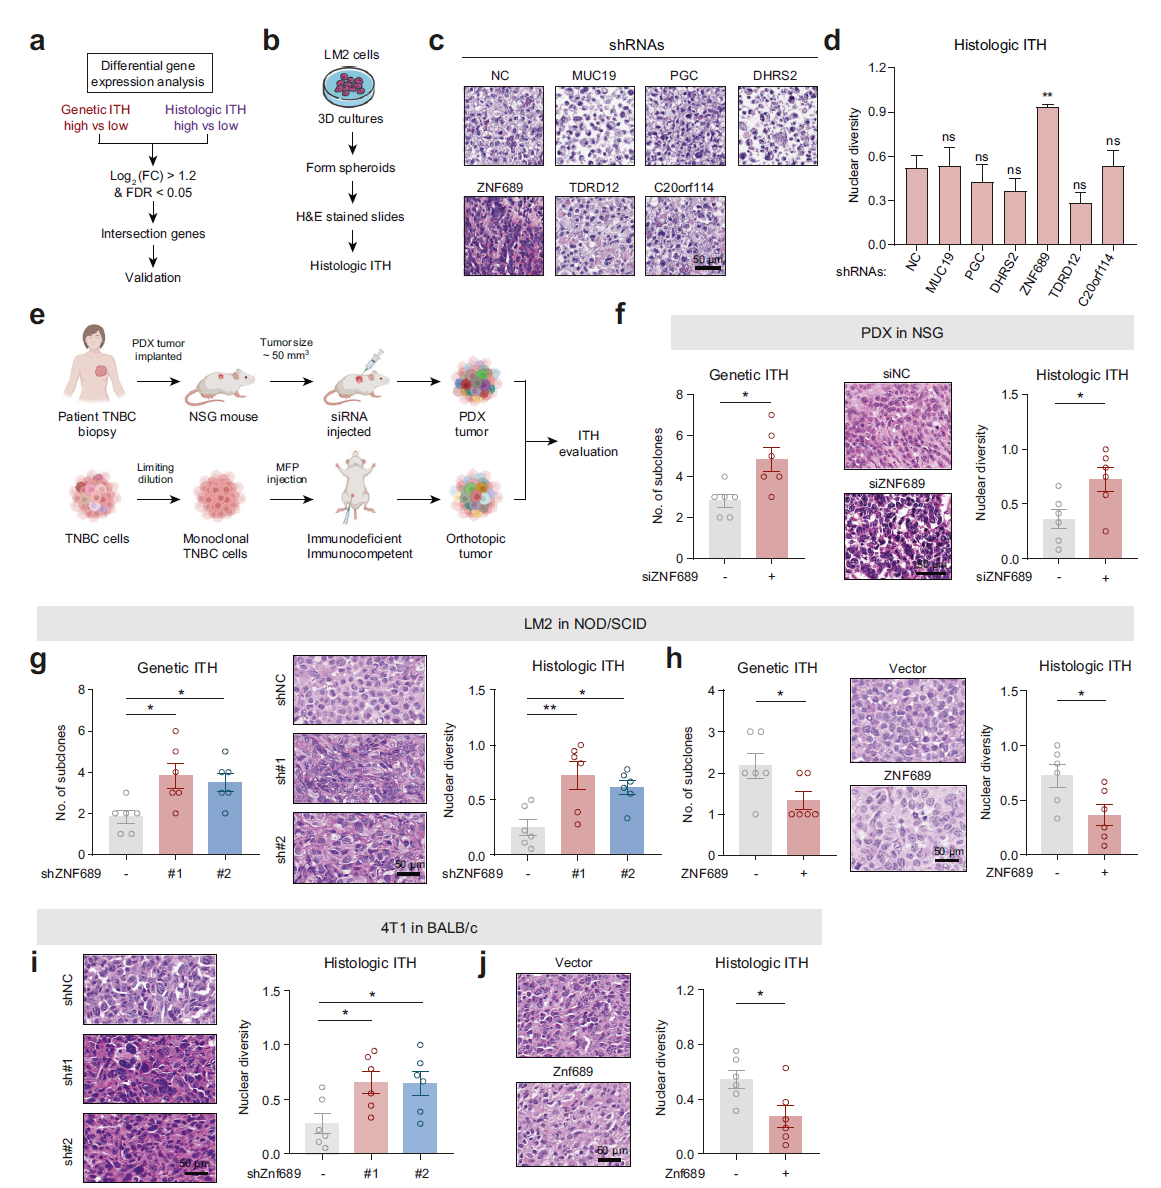 a
Differential gene
expression analysis
Genetic ITH
high vs low
Histologic ITH
high vs low
Log2(FC) > 1.2
& FDR < 0.05
Intersection genes
Validation
b
LM2 cells
3D cultures
Form spheroids
H&E stained slides
Histologic ITH
c
shRNAs
NC
MUC19
PGC
DHRS2
ZNF689
TDRD12
C20orf114
50 μm
d
Histologic ITH
Nuclear diversity
1.2
0.9
0.6
0.3
0.0
ns
ns
ns
**
ns
ns
shRNAs:
NC
MUC19
PGC
DHRS2
ZNF689
TDRD12
C20orf114
e
PDX tumor
implanted
Tumor size
~ 50 mm3
Patient TNBC
biopsy
NSG mouse
siRNA
injected
PDX
tumor
ITH
evaluation
Limiting
dilution
MFP
injection
TNBC cells
Monoclonal
TNBC cells
Immunodeficient
Immunocompetent
Orthotopic
tumor
f
PDX in NSG
Genetic ITH
No. of subclones
8
6
4
2
0
*
siZNF689
-
+
siNC
siZNF689
50 μm
Histologic ITH
Nuclear diversity
1.5
1.0
0.5
0.0
*
siZNF689
-
+
LM2 in NOD/SCID
g
Genetic ITH
No. of subclones
8
6
4
2
0
*
*
shZNF689
-
#1
#2
shNC
sh#1
sh#2
50 μm
Histologic ITH
Nuclear diversity
1.5
1.0
0.5
0.0
*
**
shZNF689
-
#1
#2
h
Genetic ITH
No. of subclones
4
3
2
1
0
*
ZNF689
-
+
Vector
ZNF689
50 μm
Histologic ITH
Nuclear diversity
1.5
1.0
0.5
0.0
*
ZNF689
-
+
4T1 in BALB/c
i
shNC
sh#1
sh#2
50 μm
Histologic ITH
Nuclear diversity
1.5
1.0
0.5
0.0
*
*
shZnf689
-
#1
#2
j
Vector
Znf689
50 μm
Histologic ITH
Nuclear diversity
1.2
0.8
0.4
0.0
*
Znf689
-
+